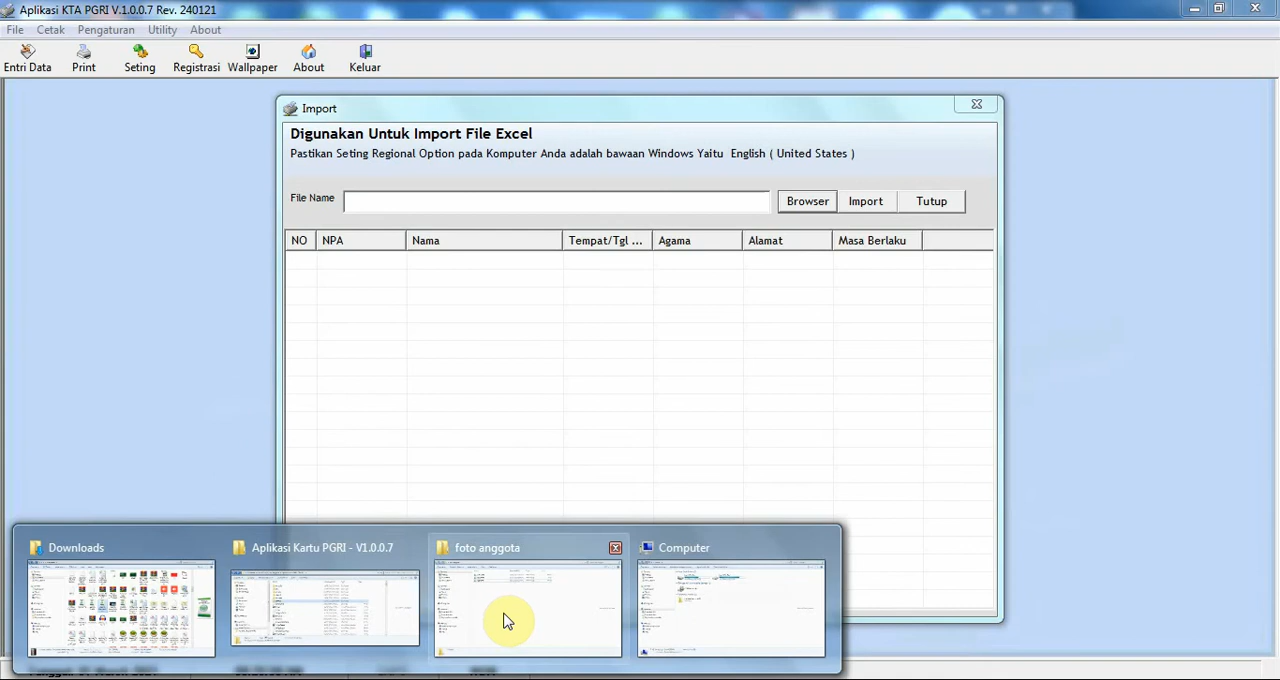 Aplikasi KTA PGRI V.1.0.0.7 Rev. 240121
File Cetak Pengaturan Utility About
Entri Data Print Seting Registrasi Wallpaper About Keluar
Import
Digunakan Untuk Import File Excel
Pastikan Seting Regional Option pada Komputer Anda adalah bawaan Windows Yaitu English ( United States )
File Name Browser Import Tutup
NO NPA Nama Tempat/Tgl ... Agama Alamat Masa Berlaku
Downloads Aplikasi Kartu PGRI - V1.0.0.7 foto anggota Computer